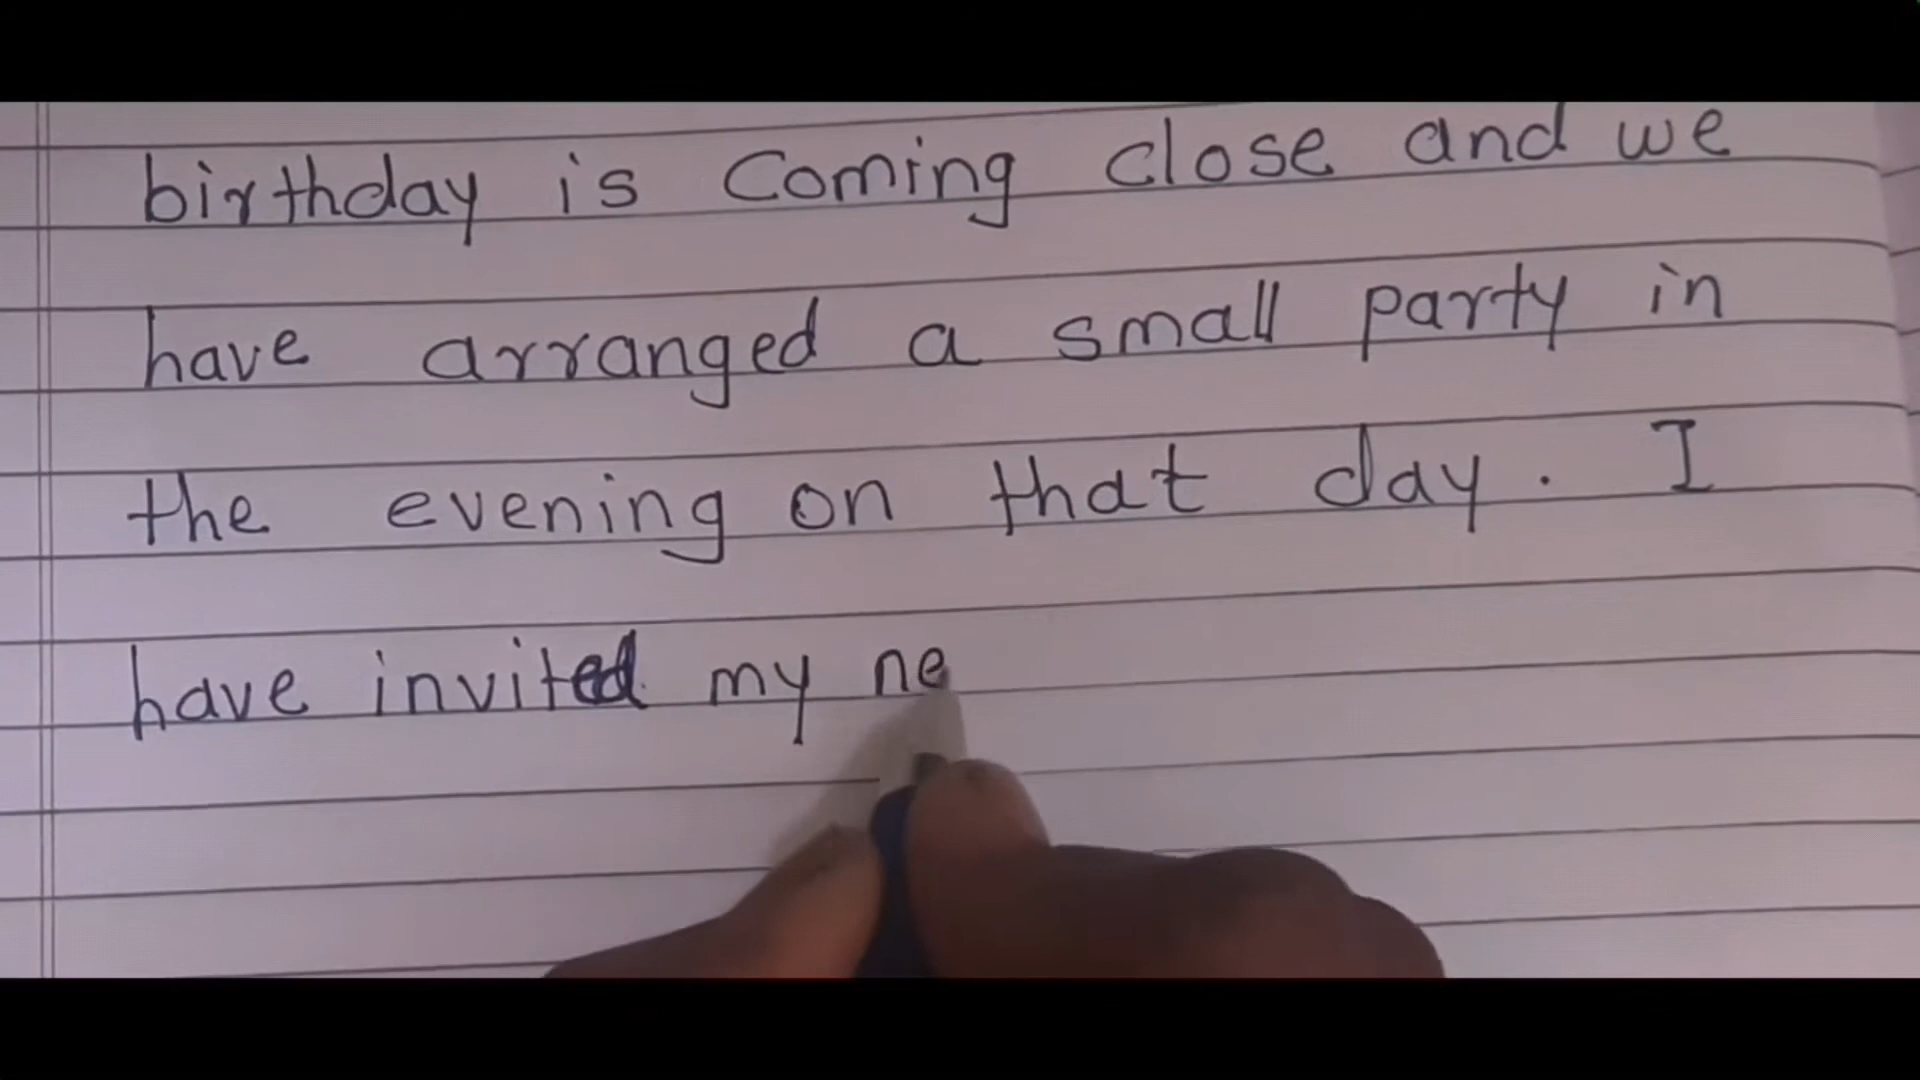 birthday is Coming close and we
have arranged a small party in
the evening on that day. I
have invited my ne